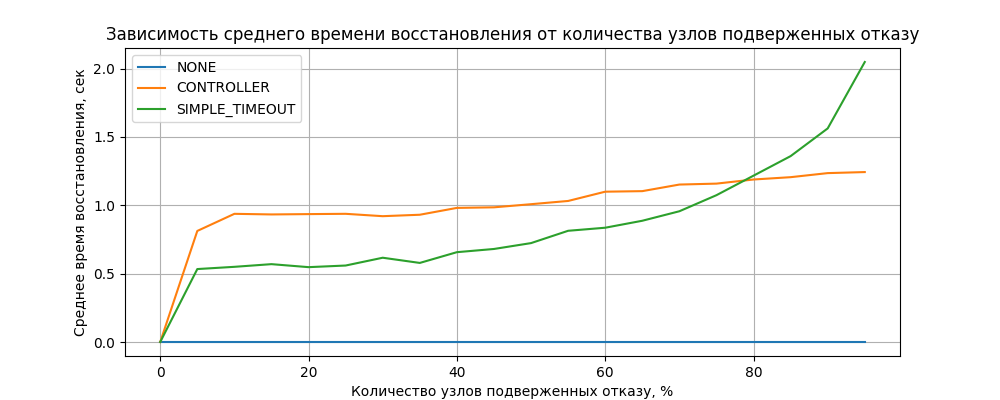 Зависимость среднего времени восстановления от количества узлов подверженных отказу
Среднее время восстановления, сек
2.0
1.5
1.0
0.5
0.0
NONE
CONTROLLER
SIMPLE_TIMEOUT
0 20 40 60 80
Количество узлов подверженных отказу, %